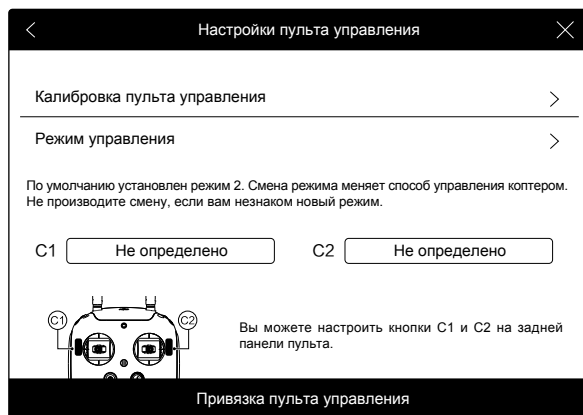 Настройки пульта управления
Калибровка пульта управления
Режим управления
По умолчанию установлен режим 2. Смена режима меняет способ управления коптером.
Не производите смену, если вам незнаком новый режим.
C1 Не определено C2 Не определено
C1 C2
Вы можете настроить кнопки C1 и C2 на задней
панели пульта.
Привязка пульта управления